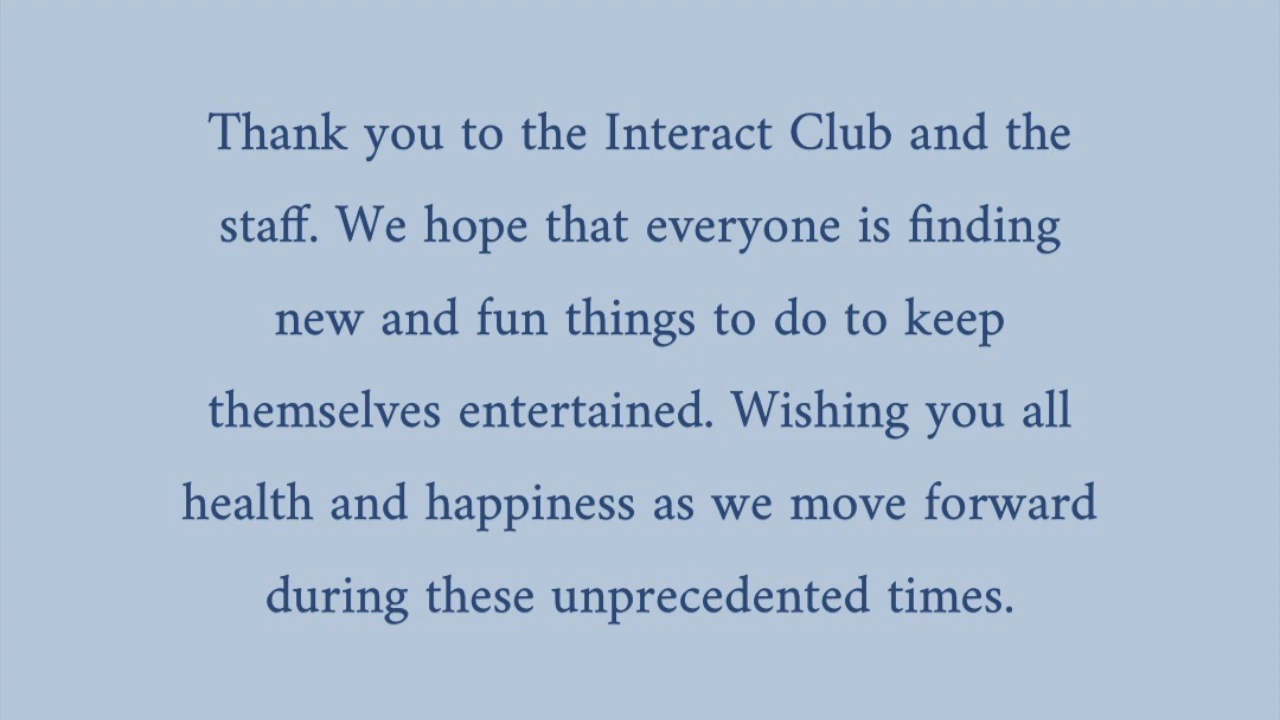 Thank you to the Interact Club and the
staff. We hope that everyone is finding
new and fun things to do to keep
themselves entertained. Wishing you all
health and happiness as we move forward
during these unprecedented times.